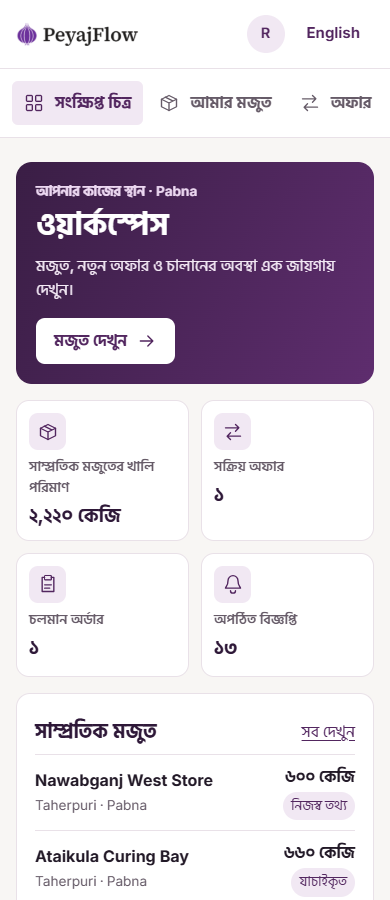 PeyajFlow
R
English
সংক্ষিপ্ত চিত্র
আমার মজুত
অফার
আপনার কাজের স্থান · Pabna
ওয়ার্কস্পেস
মজুত, নতুন অফার ও চালানের অবস্থা এক জায়গায়
দেখুন।
মজুত দেখুন →
সাম্প্রতিক মজুতের খালি
পরিমাণ
২,২২০ কেজি
সক্রিয় অফার
১
চলমান অর্ডার
১
অপঠিত বিজ্ঞপ্তি
১৩
সাম্প্রতিক মজুত
সব দেখুন
Nawabganj West Store
৬০০ কেজি
Taherpuri · Pabna
নিজস্ব তথ্য
Ataikula Curing Bay
৬৬০ কেজি
Taherpuri · Pabna
যাচাইকৃত